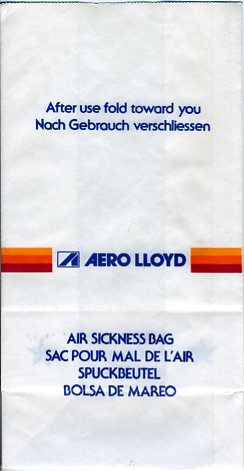 After use fold toward you
Nach Gebrauch verschliessen
AERO LLOYD
AIR SICKNESS BAG
SAC POUR MAL DE L'AIR
SPUCKBEUTEL
BOLSA DE MAREO